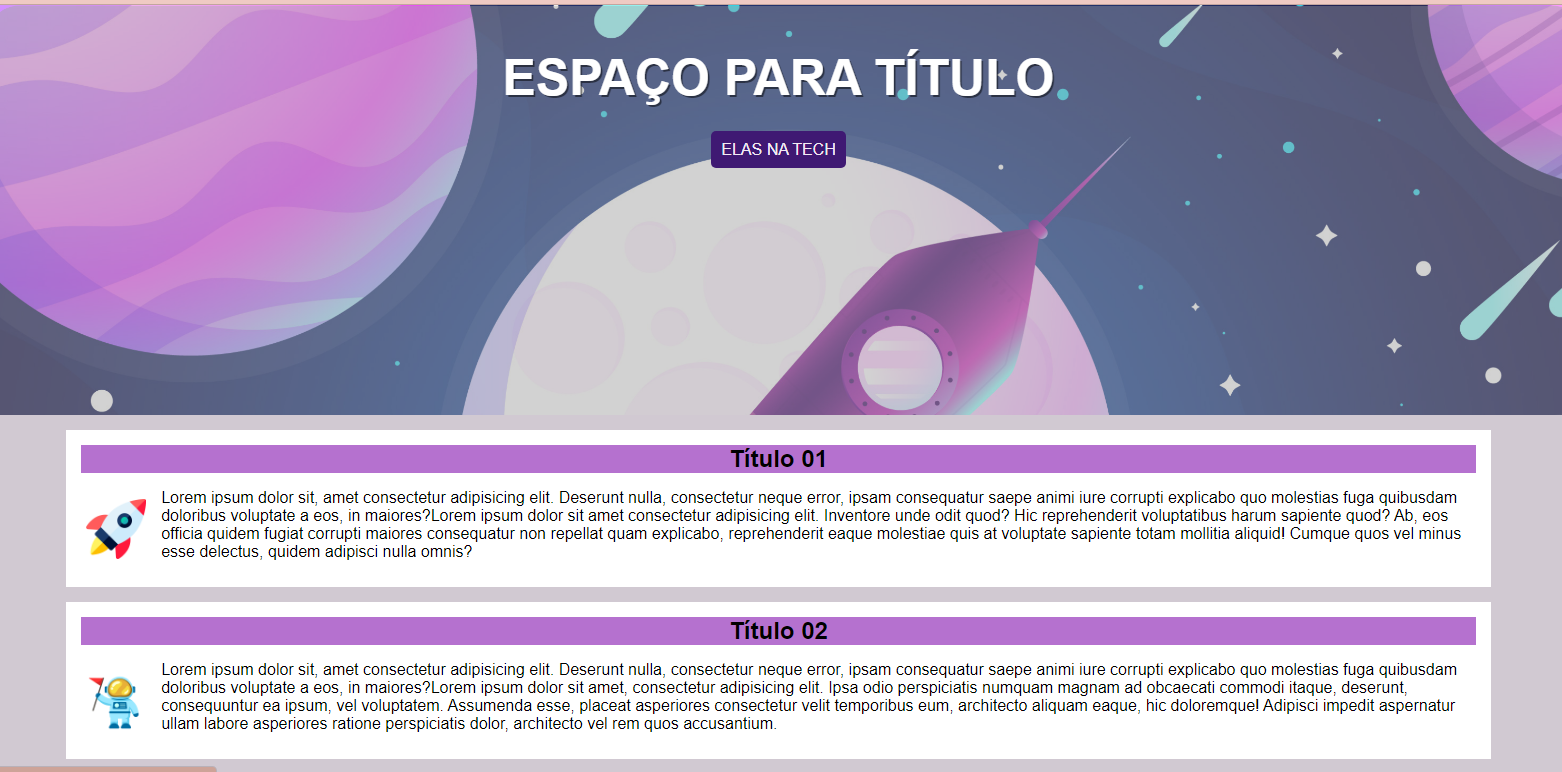 ESPAÇO PARA TÍTULO
ELAS NA TECH
Título 01
Lorem ipsum dolor sit, amet consectetur adipisicing elit. Deserunt nulla, consectetur neque error, ipsam consequatur saepe animi iure corrupti explicabo quo molestias fuga quibusdam
doloribus voluptate a eos, in maiores?Lorem ipsum dolor sit amet consectetur adipisicing elit. Inventore unde odit quod? Hic reprehenderit voluptatibus harum sapiente quod? Ab, eos
officia quidem fugiat corrupti maiores consequatur non repellat quam explicabo, reprehenderit eaque molestiae quis at voluptate sapiente totam mollitia aliquid! Cumque quos vel minus
esse delectus, quidem adipisci nulla omnis?
Título 02
Lorem ipsum dolor sit, amet consectetur adipisicing elit. Deserunt nulla, consectetur neque error, ipsam consequatur saepe animi iure corrupti explicabo quo molestias fuga quibusdam
doloribus voluptate a eos, in maiores?Lorem ipsum dolor sit amet, consectetur adipisicing elit. Ipsa odio perspiciatis numquam magnam ad obcaecati commodi itaque, deserunt,
consequuntur ea ipsum, vel voluptatem. Assumenda esse, placeat asperiores consectetur velit temporibus eum, architecto aliquam eaque, hic doloremque! Adipisci impedit aspernatur
ullam labore asperiores ratione perspiciatis dolor, architecto vel rem quos accusantium.